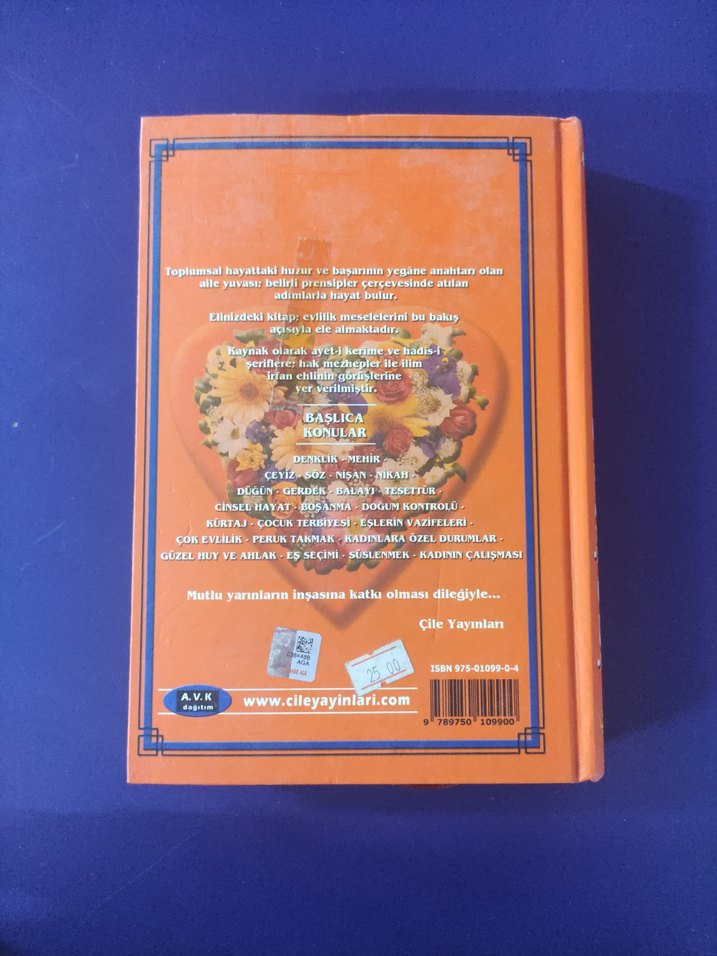 Toplumsal hayattaki huzur ve başarının yegâne anahtarı olan
aile yuvası; belirli prensipler çerçevesinde atılan
adımlarla hayat bulur.
Elinizdeki kitap; evlilik meselelerini bu bakış
açısıyla ele almaktadır.
Kaynak olarak ayet-i kerime ve hadis-i
şeriflere; hak mezhepler ile ilim
irfan ehlinin görüşlerine
yer verilmiştir.
BAŞLICA
KONULAR
DENKLİK - MEHİR -
ÇEYİZ - SÖZ - NİŞAN - NİKAH -
DÜĞÜN - GERDEK - BALAYI - TESETTÜR -
CİNSEL HAYAT - BOŞANMA - DOĞUM KONTROLÜ -
KÜRTAJ - ÇOCUK TERBİYESİ - EŞLERİN VAZİFELERİ -
ÇOK EVLİLİK - PERUK TAKMAK - KADINLARA ÖZEL DURUMLAR -
GÜZEL HUY VE AHLAK - EŞ SEÇİMİ - SÜSLENMEK - KADININ ÇALIŞMASI
Mutlu yarınların inşasına katkı olması dileğiyle...
Çile Yayınları
0384488
AGA
25.00.
ISBN 975-01099-0-4
A.V.K
dağıtım
www.cileyayinlari.com
9 789750 109900